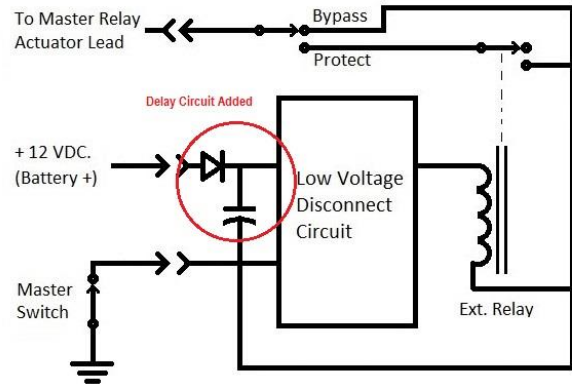 To Master Relay
Actuator Lead
Bypass
Protect
Delay Circuit Added
+ 12 VDC.
(Battery +)
Low Voltage
Disconnect
Circuit
Master
Switch
Ext. Relay